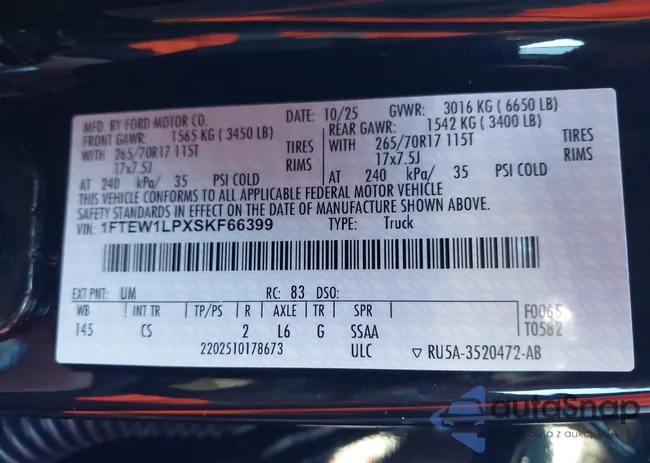 MFD. BY FORD MOTOR CO. DATE: 10/25 GVWR: 3016 KG ( 6650 LB)
FRONT GAWR: 1565 KG ( 3450 LB) REAR GAWR: 1542 KG ( 3400 LB)
WITH 265/70R17 115T TIRES WITH 265/70R17 115T TIRES
17x7.5J RIMS 17x7.5J RIMS
AT 240 kPa/ 35 PSI COLD AT 240 kPa/ 35 PSI COLD
THIS VEHICLE CONFORMS TO ALL APPLICABLE FEDERAL MOTOR VEHICLE
SAFETY STANDARDS IN EFFECT ON THE DATE OF MANUFACTURE SHOWN ABOVE.
VIN: 1FTEW1LPXSKF66399 TYPE: Truck
EXT PNT: UM RC: 83 DSO:
WB INT TR TP/PS R AXLE TR SPR F0065
145 CS 2 L6 G SSAA T0582
2202510178673 ULC ▽ RU5A-3520472-AB
autoSnap
auta z aukcji USA EU